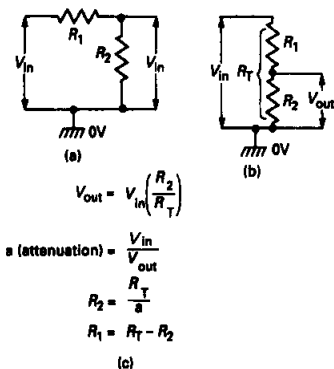 R1
Vin
R2
Vin
0V
(a)
Vin
RT
R1
R2
Vout
0V
(b)
Vout = Vin(R2/RT)
a (attenuation) = Vin/Vout
R2 = RT/a
R1 = RT − R2
(c)